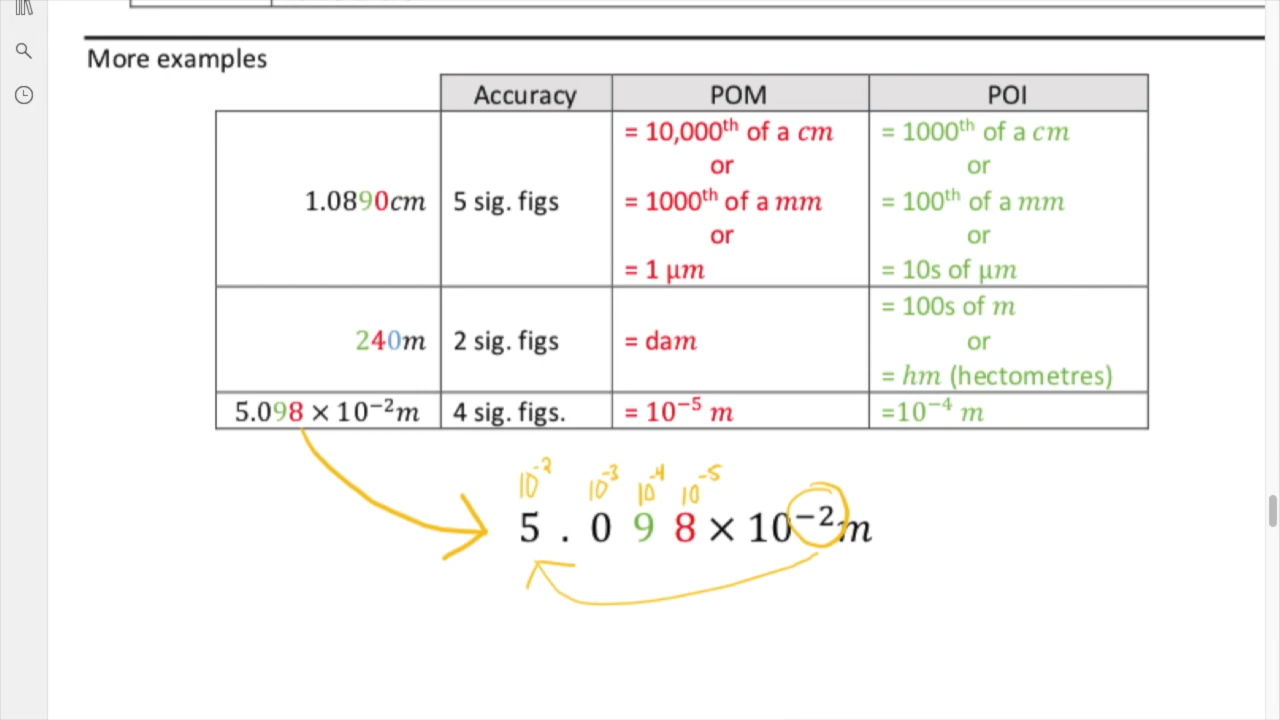 More examples
Accuracy POM POI
1.0890cm 5 sig. figs = 10,000ᵗʰ of a cm or = 1000ᵗʰ of a mm or = 1 μm = 1000ᵗʰ of a cm or = 100ᵗʰ of a mm or = 10s of μm
240m 2 sig. figs = dam = 100s of m or = hm (hectometres)
5.098 × 10⁻²m 4 sig. figs. = 10⁻⁵ m =10⁻⁴ m
10⁻² 10⁻³ 10⁻⁴ 10⁻⁵
5 . 0 9 8 × 10⁻²m